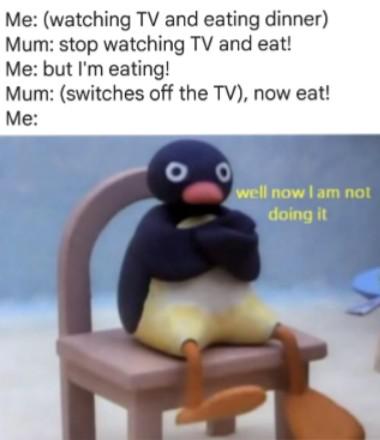 Me: (watching TV and eating dinner)
Mum: stop watching TV and eat!
Me: but I'm eating!
Mum: (switches off the TV), now eat!
Me:
well now I am not
doing it